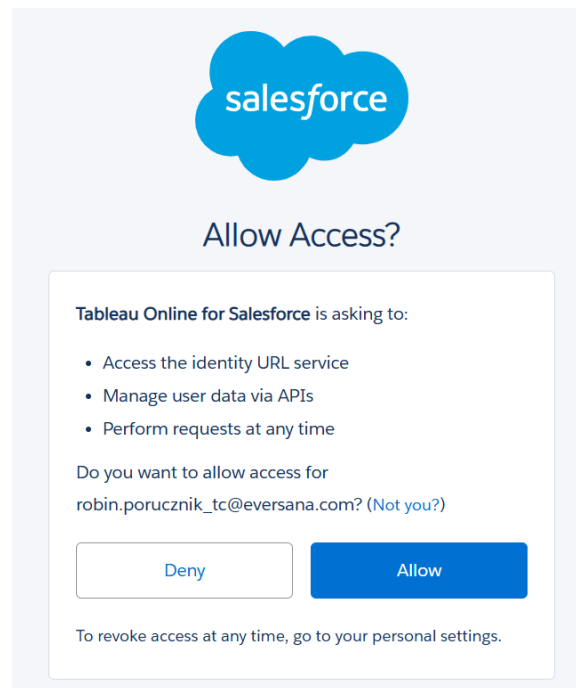 salesforce
Allow Access?
Tableau Online for Salesforce is asking to:
• Access the identity URL service
• Manage user data via APIs
• Perform requests at any time
Do you want to allow access for
robin.porucznik_tc@eversana.com? (Not you?)
Deny
Allow
To revoke access at any time, go to your personal settings.